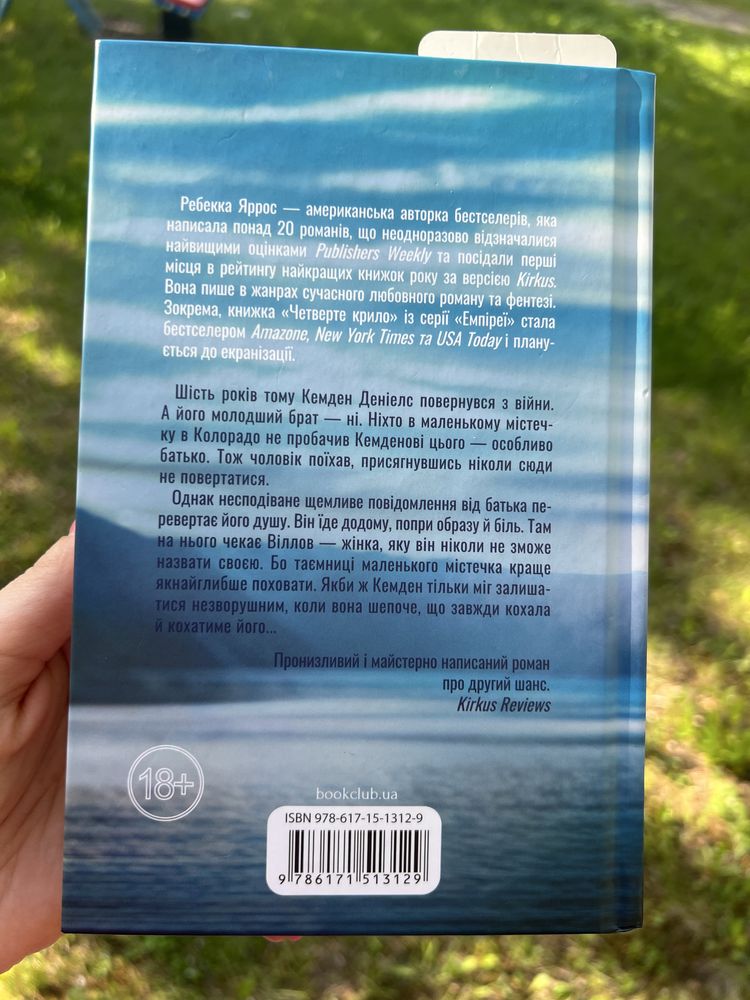 Ребекка Яррос — американська авторка бестселерів, яка
написала понад 20 романів, що неодноразово відзначалися
найвищими оцінками Publishers Weekly та посідали перші
місця в рейтингу найкращих книжок року за версією Kirkus.
Вона пише в жанрах сучасного любовного роману та фентезі.
Зокрема, книжка «Четверте крило» із серії «Емпіреї» стала
бестселером Amazone, New York Times та USA Today і плану-
ється до екранізації.
Шість років тому Кемден Деніелс повернувся з війни.
А його молодший брат — ні. Ніхто в маленькому містеч-
ку в Колорадо не пробачив Кемденові цього — особливо
батько. Тож чоловік поїхав, присягнувшись ніколи сюди
не повертатися.
Однак несподіване щемливе повідомлення від батька пе-
ревертає його душу. Він їде додому, попри образу й біль. Там
на нього чекає Віллов — жінка, яку він ніколи не зможе
назвати своєю. Бо таємниці маленького містечка краще
якнайглибше поховати. Якби ж Кемден тільки міг залиша-
тися незворушним, коли вона шепоче, що завжди кохала
й кохатиме його...
Пронизливий і майстерно написаний роман
про другий шанс.
Kirkus Reviews
18+
bookclub.ua
ISBN 978-617-15-1312-9
9 786171 513129